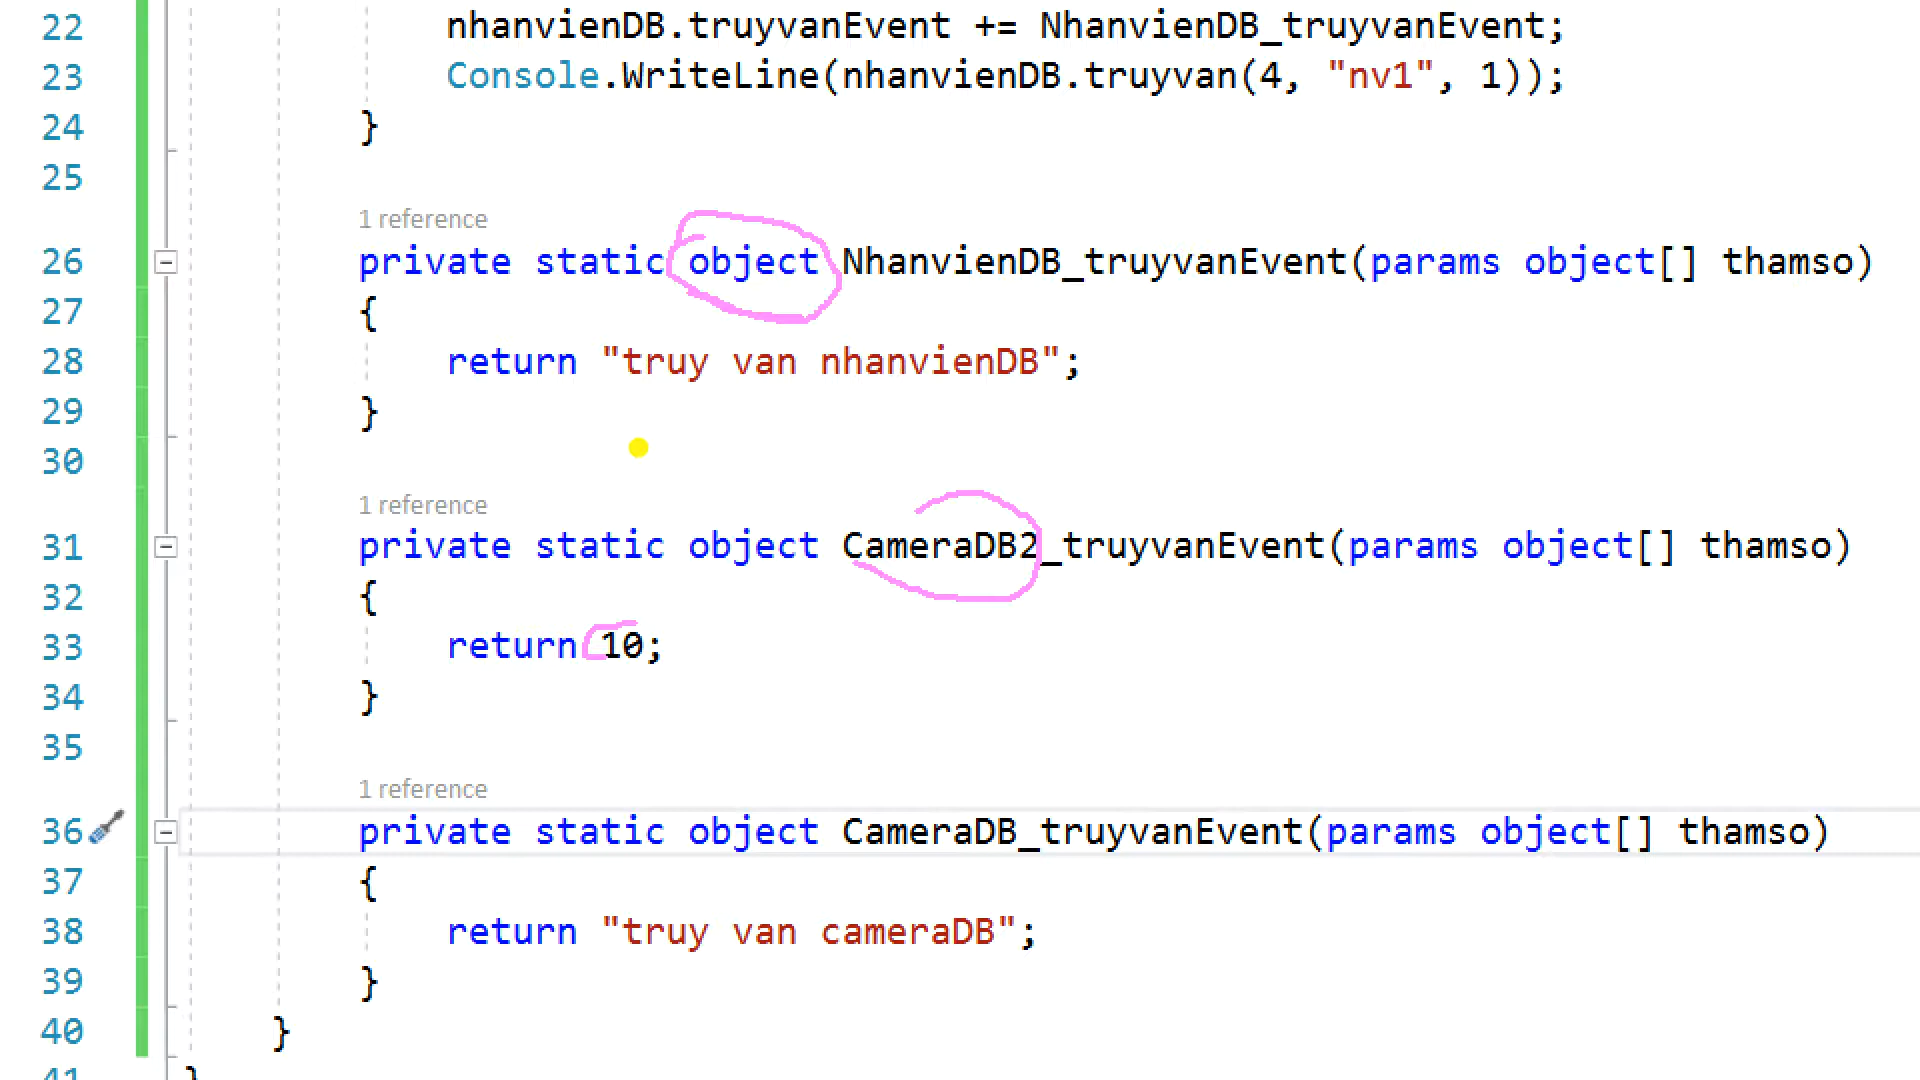 22 nhanvienDB.truyvanEvent += NhanvienDB_truyvanEvent;
23 Console.WriteLine(nhanvienDB.truyvan(4, "nv1", 1));
24 }
25
1 reference
26 private static object NhanvienDB_truyvanEvent(params object[] thamso)
27 {
28 return "truy van nhanvienDB";
29 }
30
1 reference
31 private static object CameraDB2_truyvanEvent(params object[] thamso)
32 {
33 return 10;
34 }
35
1 reference
36 private static object CameraDB_truyvanEvent(params object[] thamso)
37 {
38 return "truy van cameraDB";
39 }
40 }
41 }